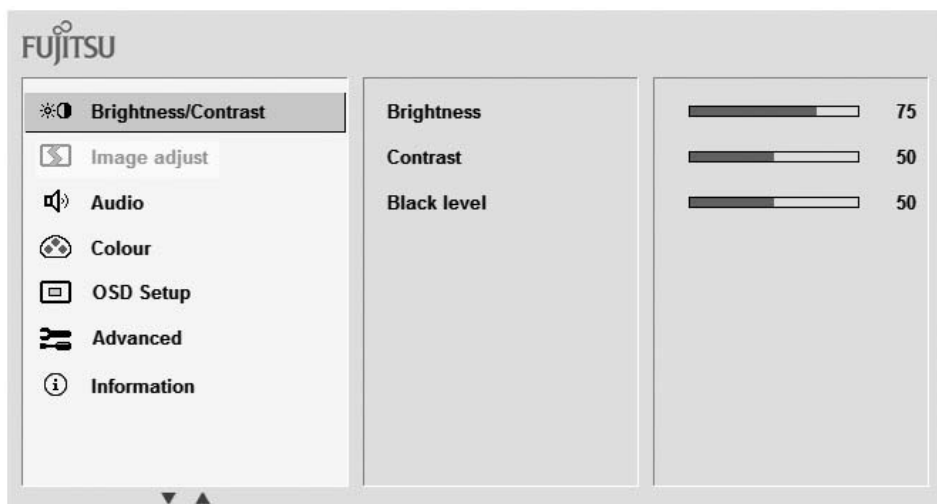 FUJITSU
Brightness/Contrast
Image adjust
Audio
Colour
OSD Setup
Advanced
Information
Brightness
Contrast
Black level
75
50
50